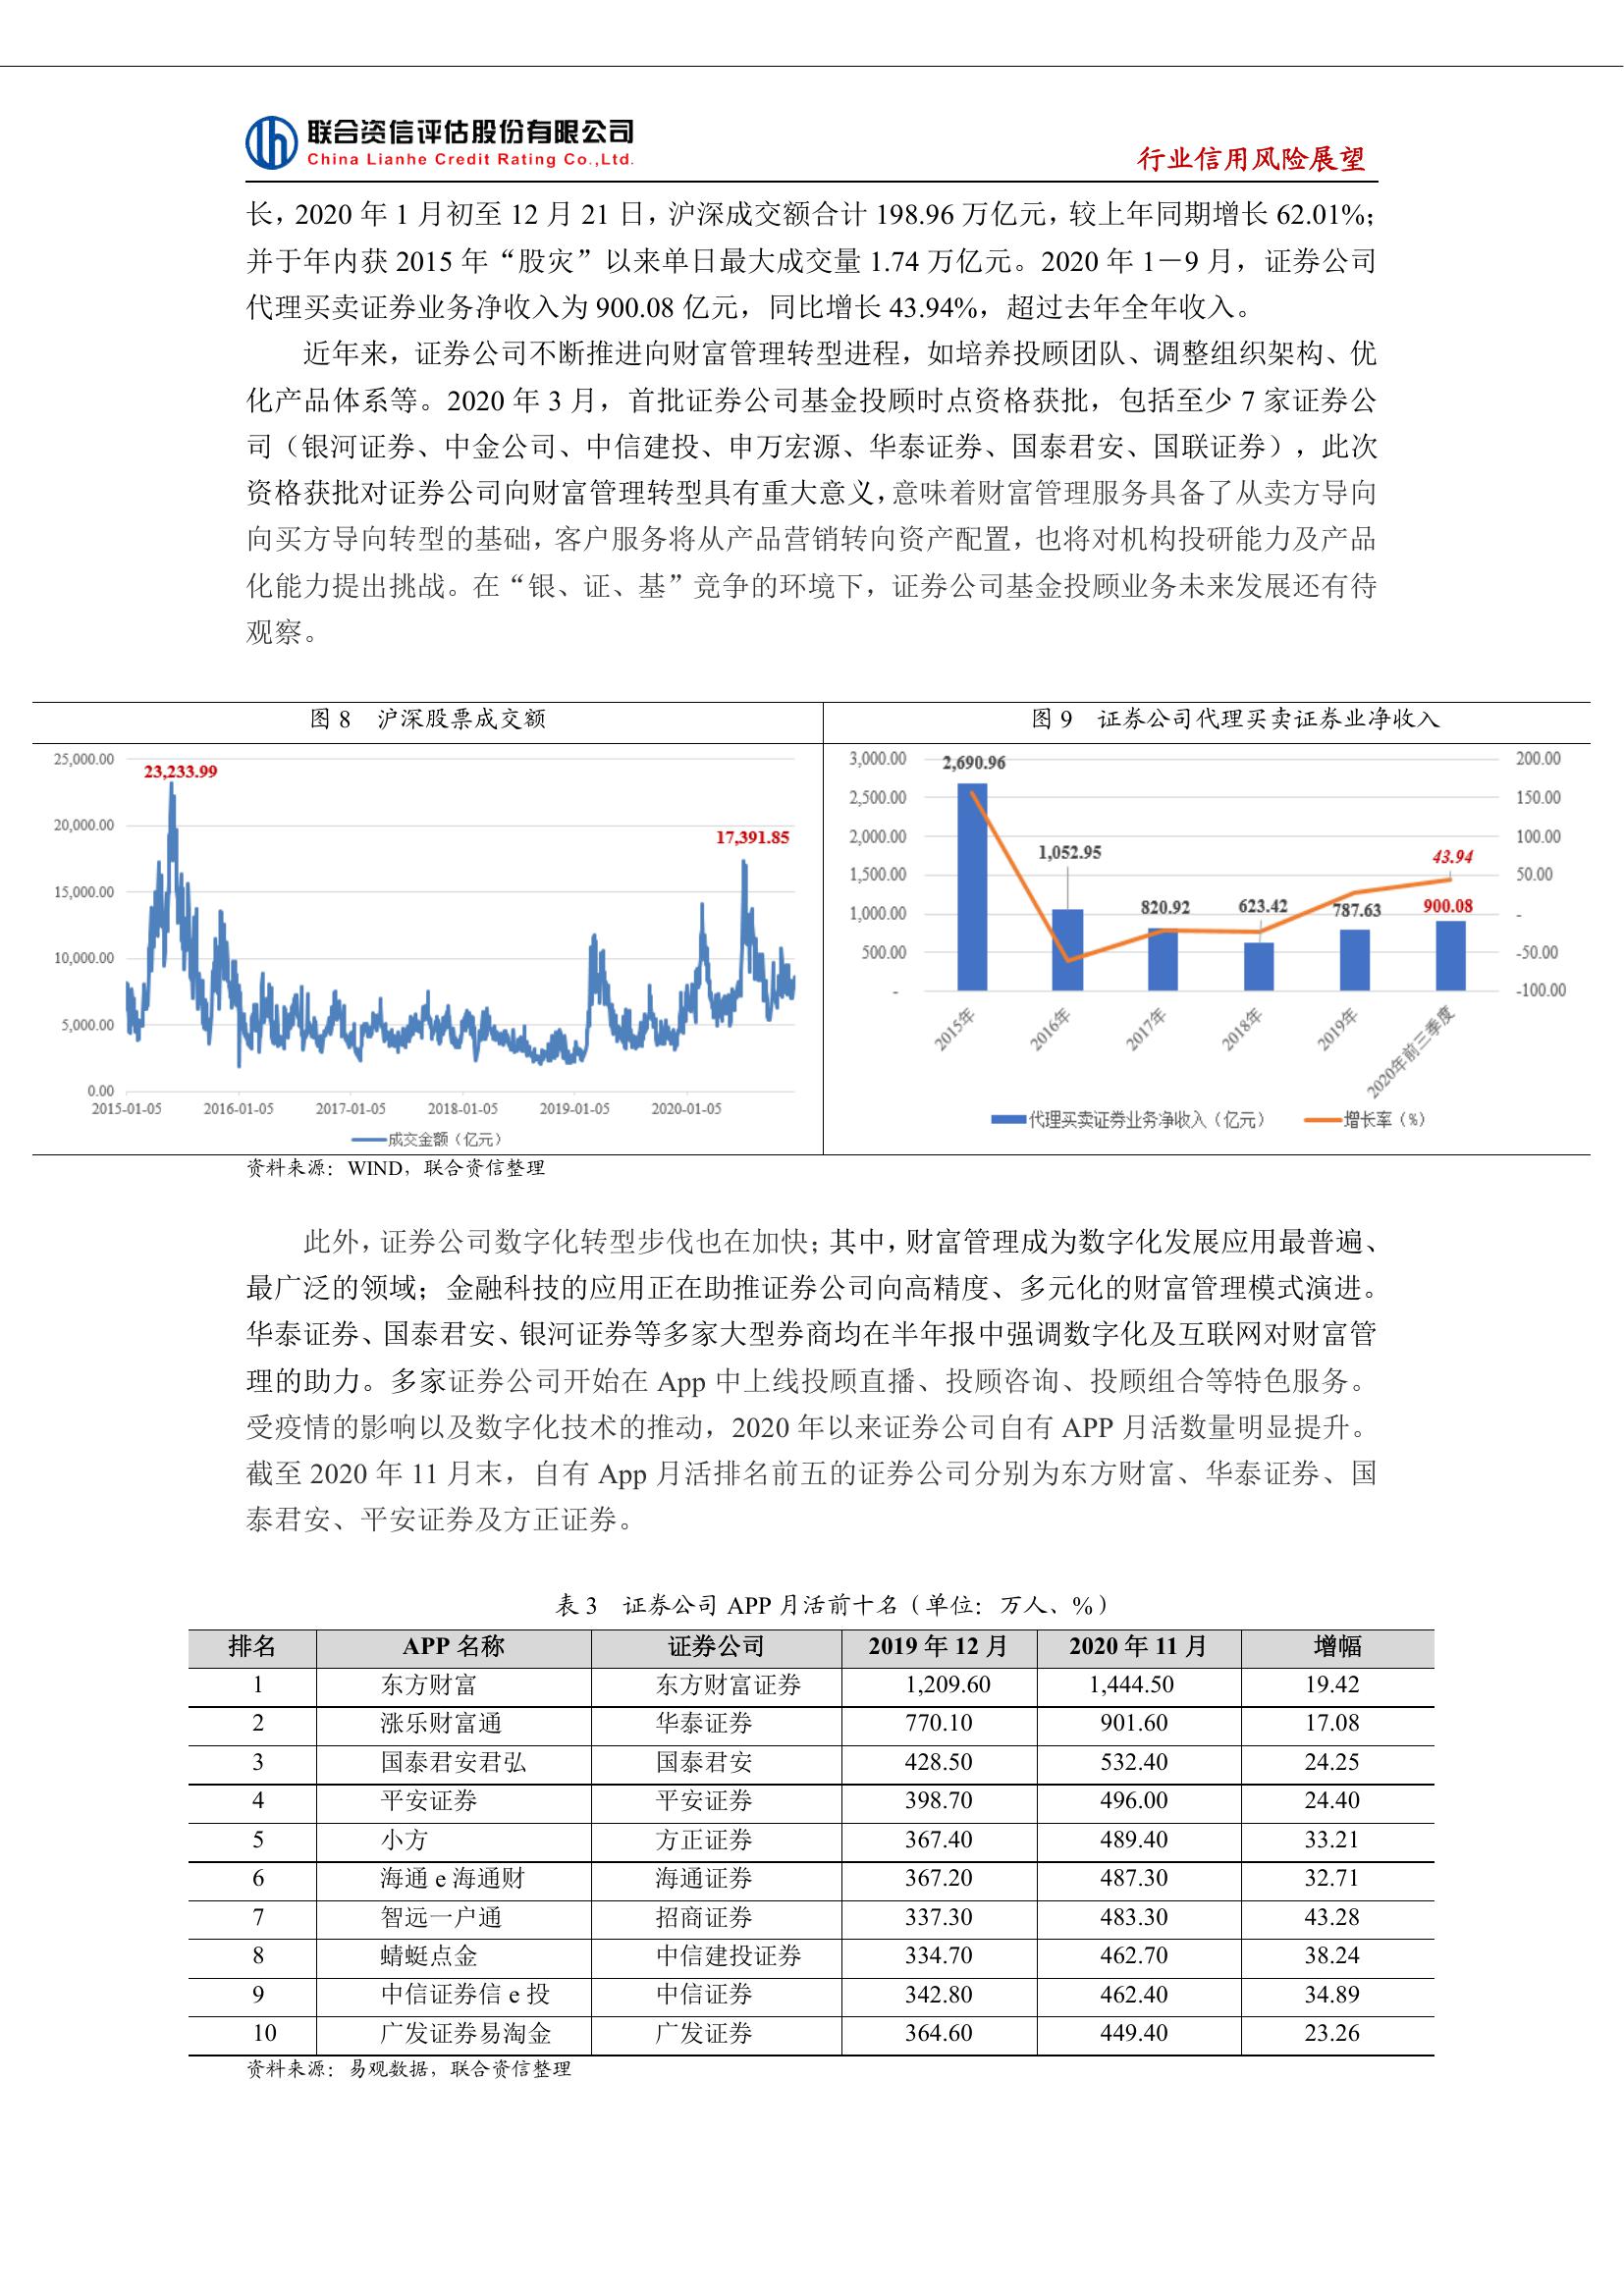 联合资信评估股份有限公司
China Lianhe Credit Rating Co.,Ltd.
行业信用风险展望
长，2020 年 1 月初至 12 月 21 日，沪深成交额合计 198.96 万亿元，较上年同期增长 62.01%；
并于年内获 2015 年“股灾”以来单日最大成交量 1.74 万亿元。2020 年 1－9 月，证券公司
代理买卖证券业务净收入为 900.08 亿元，同比增长 43.94%，超过去年全年收入。
近年来，证券公司不断推进向财富管理转型进程，如培养投顾团队、调整组织架构、优
化产品体系等。2020 年 3 月，首批证券公司基金投顾时点资格获批，包括至少 7 家证券公
司（银河证券、中金公司、中信建投、申万宏源、华泰证券、国泰君安、国联证券），此次
资格获批对证券公司向财富管理转型具有重大意义，意味着财富管理服务具备了从卖方导向
向买方导向转型的基础，客户服务将从产品营销转向资产配置，也将对机构投研能力及产品
化能力提出挑战。在“银、证、基”竞争的环境下，证券公司基金投顾业务未来发展还有待
观察。
图 8 沪深股票成交额
25,000.00
20,000.00
15,000.00
10,000.00
5,000.00
0.00
23,233.99
17,391.85
2015-01-05 2016-01-05 2017-01-05 2018-01-05 2019-01-05 2020-01-05
成交金额（亿元）
图 9 证券公司代理买卖证券业净收入
3,000.00
2,500.00
2,000.00
1,500.00
1,000.00
500.00
-
2,690.96
1,052.95
820.92
623.42
787.63
43.94
900.08
200.00
150.00
100.00
50.00
-
-50.00
-100.00
2015年 2016年 2017年 2018年 2019年 2020年前三季度
代理买卖证券业务净收入（亿元） 增长率（%）
资料来源：WIND，联合资信整理
此外，证券公司数字化转型步伐也在加快；其中，财富管理成为数字化发展应用最普遍、
最广泛的领域；金融科技的应用正在助推证券公司向高精度、多元化的财富管理模式演进。
华泰证券、国泰君安、银河证券等多家大型券商均在半年报中强调数字化及互联网对财富管
理的助力。多家证券公司开始在 App 中上线投顾直播、投顾咨询、投顾组合等特色服务。
受疫情的影响以及数字化技术的推动，2020 年以来证券公司自有 APP 月活数量明显提升。
截至 2020 年 11 月末，自有 App 月活排名前五的证券公司分别为东方财富、华泰证券、国
泰君安、平安证券及方正证券。
表 3 证券公司 APP 月活前十名（单位：万人、%）
排名 APP 名称 证券公司 2019 年 12 月 2020 年 11 月 增幅
1 东方财富 东方财富证券 1,209.60 1,444.50 19.42
2 涨乐财富通 华泰证券 770.10 901.60 17.08
3 国泰君安君弘 国泰君安 428.50 532.40 24.25
4 平安证券 平安证券 398.70 496.00 24.40
5 小方 方正证券 367.40 489.40 33.21
6 海通 e 海通财 海通证券 367.20 487.30 32.71
7 智远一户通 招商证券 337.30 483.30 43.28
8 蜻蜓点金 中信建投证券 334.70 462.70 38.24
9 中信证券信 e 投 中信证券 342.80 462.40 34.89
10 广发证券易淘金 广发证券 364.60 449.40 23.26
资料来源：易观数据，联合资信整理